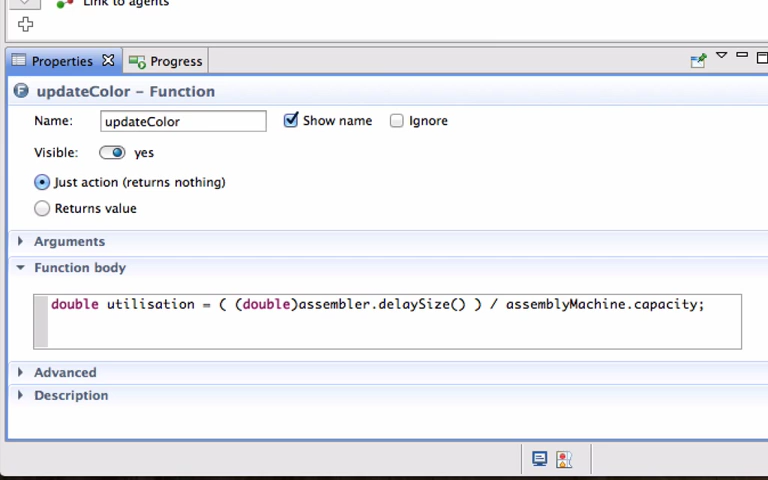 Link to agents
Properties Progress
updateColor – Function
Name: updateColor Show name Ignore
Visible: yes
Just action (returns nothing)
Returns value
Arguments
Function body
double utilisation = ( (double)assembler.delaySize() ) / assemblyMachine.capacity;
Advanced
Description